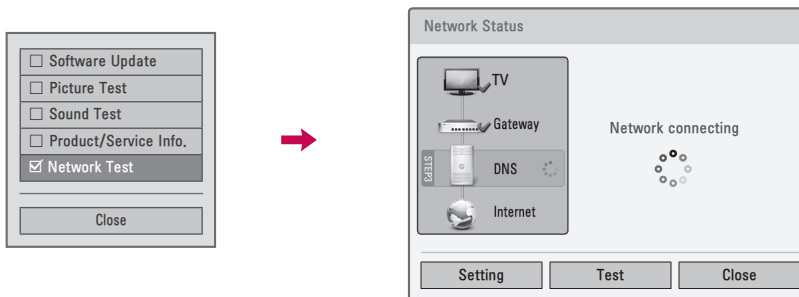 Software Update
Picture Test
Sound Test
Product/Service Info.
Network Test
Close
Network Status
TV
Gateway
STEP3
DNS
Internet
Network connecting
Setting
Test
Close